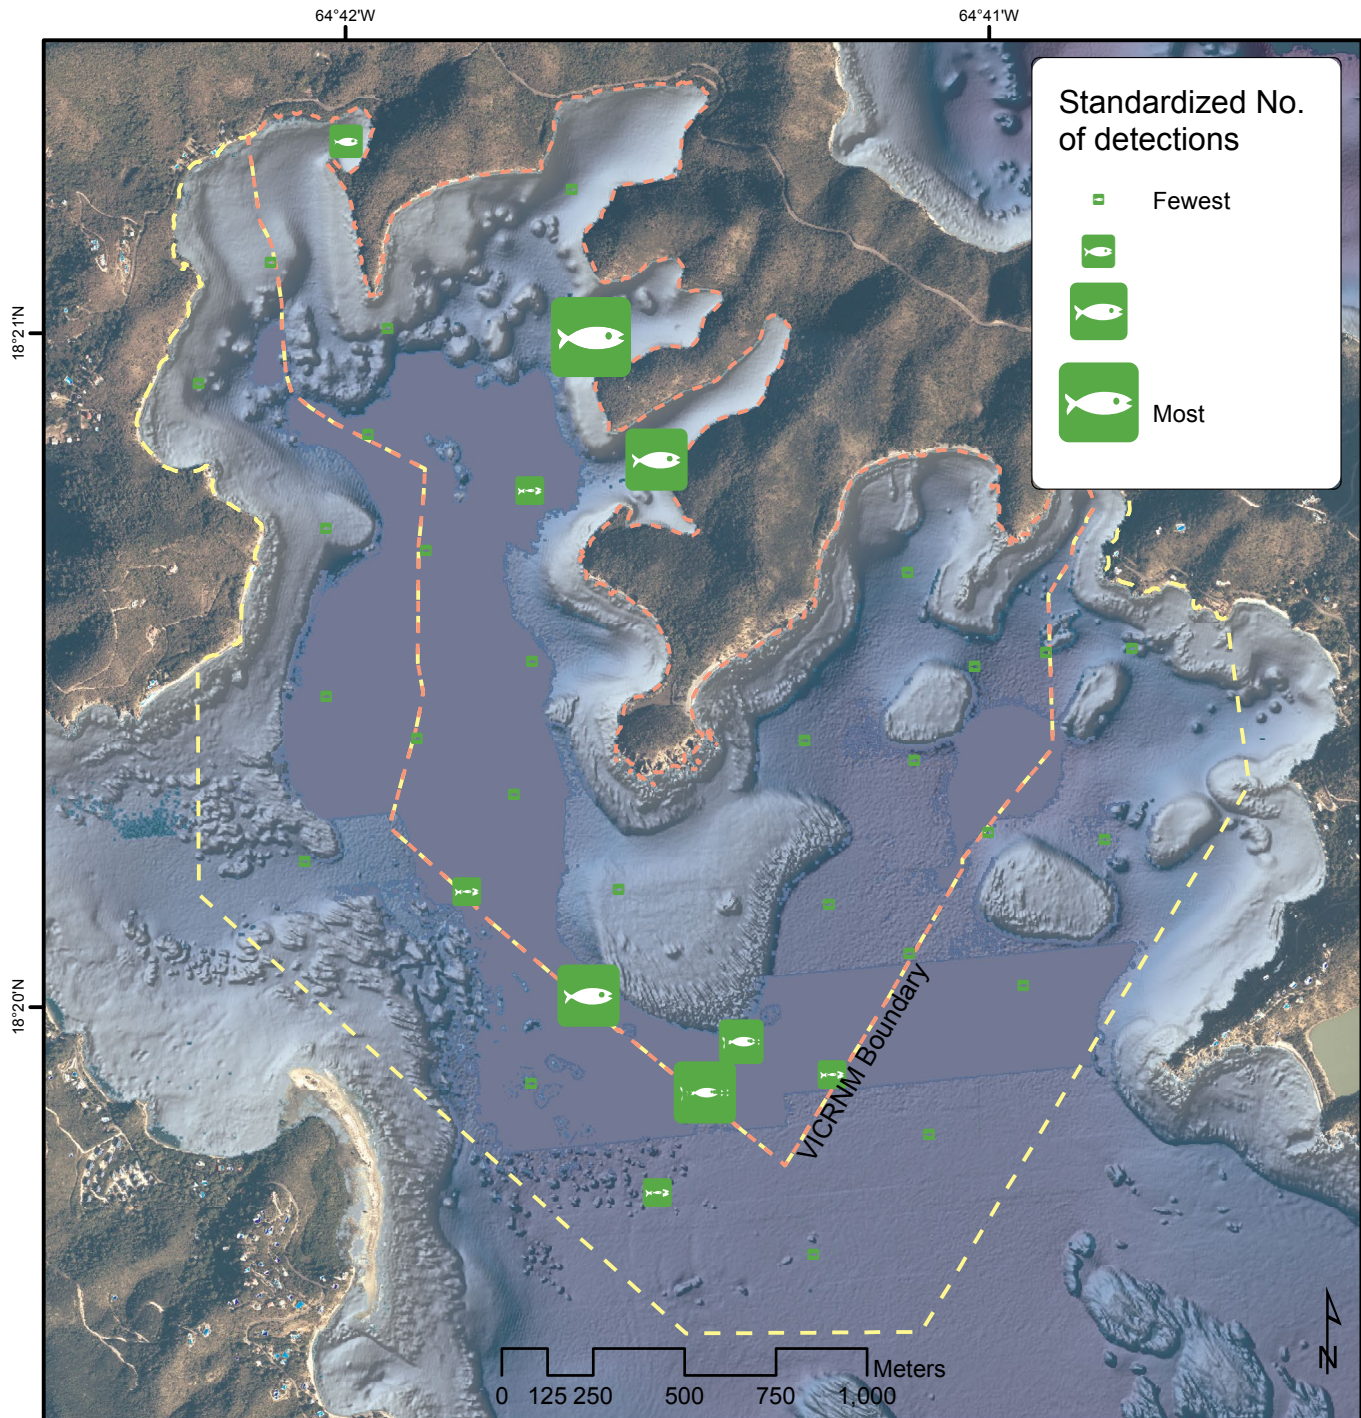 64°42'W
64°41'W
Standardized No.
of detections
Fewest
Most
18°21'N
18°20'N
VICRNM Boundary
Meters
0 125 250 500 750 1,000
N